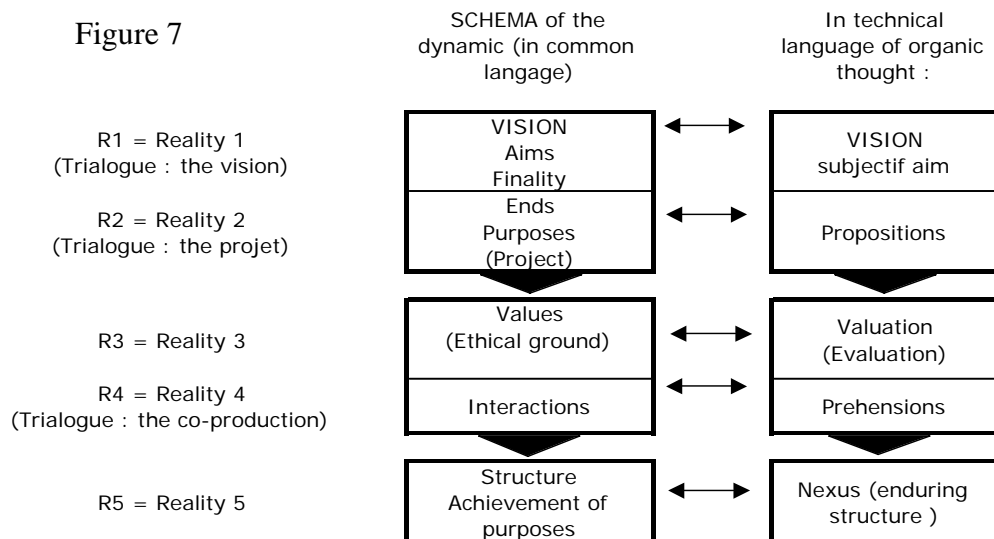 Figure 7
SCHEMA of the
dynamic (in common
langage)
In technical
language of organic
thought :
R1 = Reality 1
(Trialogue : the vision)
VISION
Aims
Finality
VISION
subjectif aim
R2 = Reality 2
(Trialogue : the projet)
Ends
Purposes
(Project)
Propositions
R3 = Reality 3
Values
(Ethical ground)
Valuation
(Evaluation)
R4 = Reality 4
(Trialogue : the co-production)
Interactions
Prehensions
R5 = Reality 5
Structure
Achievement of
purposes
Nexus (enduring
structure )